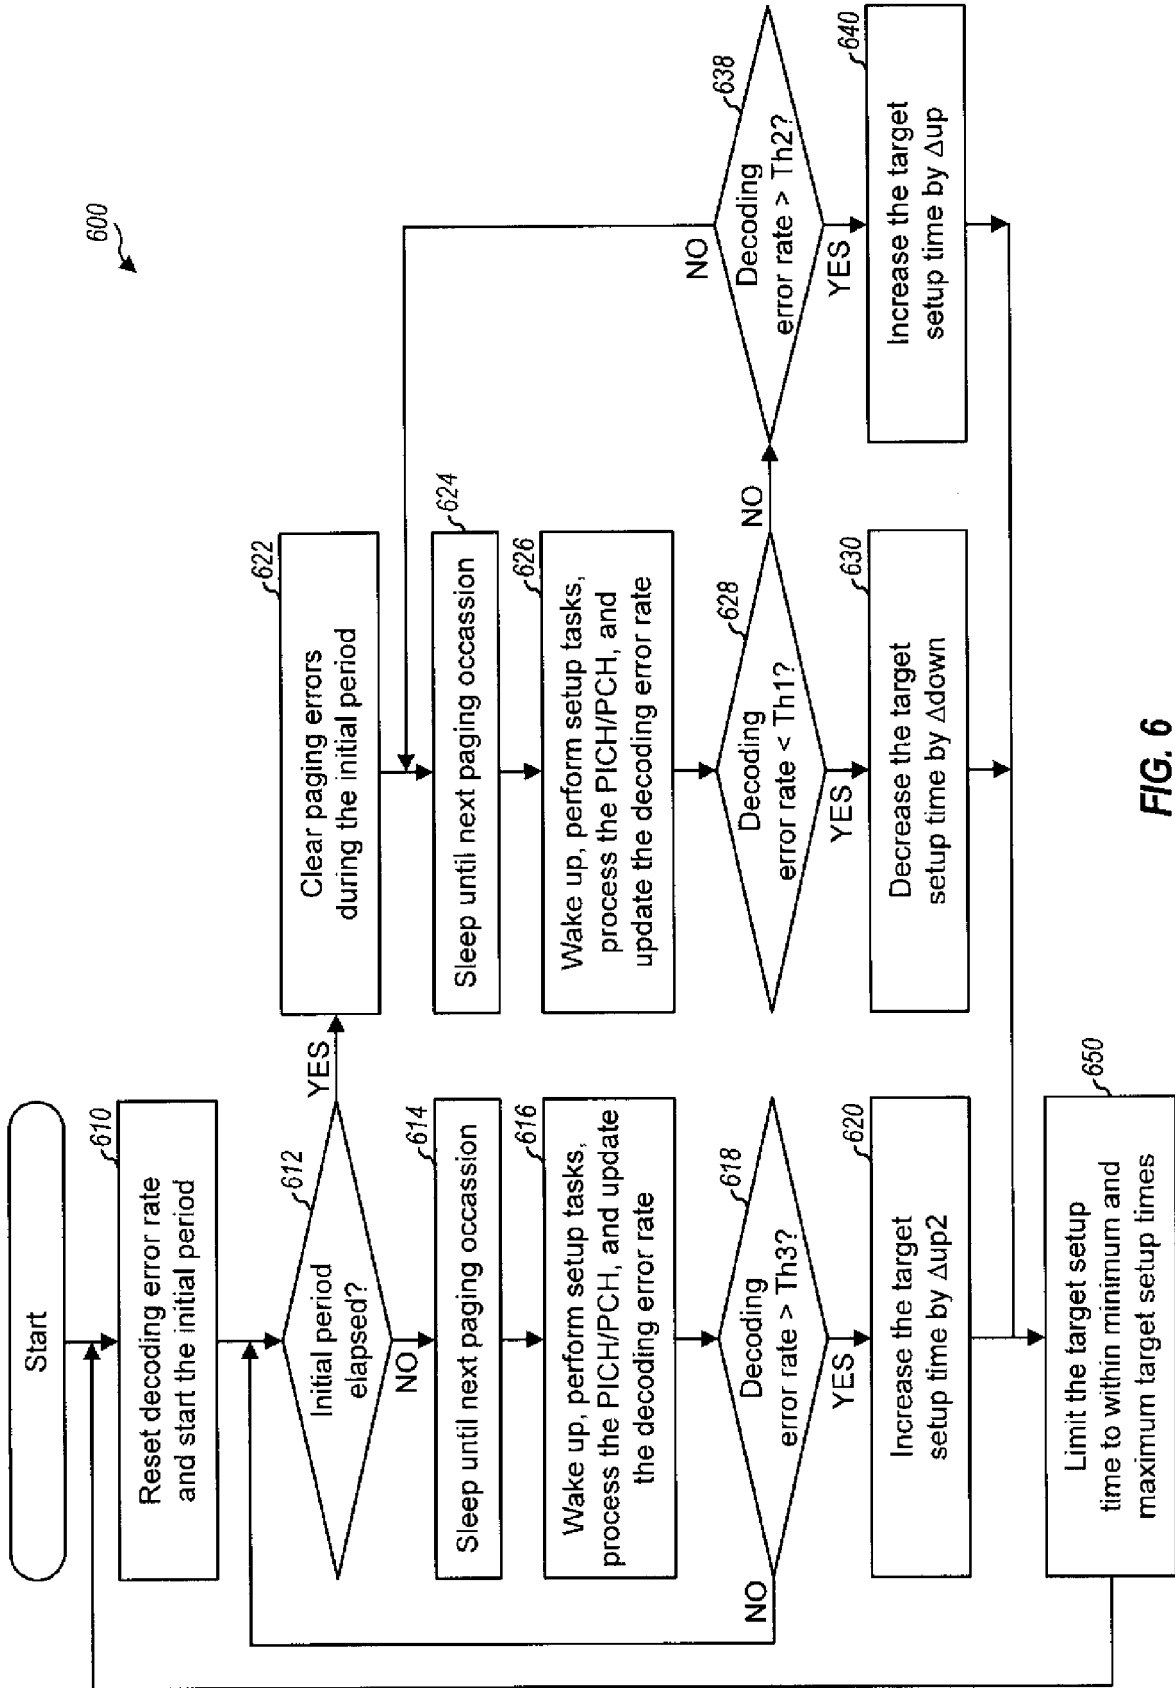 600
Start
610
Reset decoding error rate
and start the initial period
612
Initial period
elapsed?
YES
NO
614
Sleep until next paging occassion
616
Wake up, perform setup tasks,
process the PICH/PCH, and update
the decoding error rate
618
Decoding
error rate > Th3?
NO
YES
620
Increase the target
setup time by Δup2
622
Clear paging errors
during the initial period
624
Sleep until next paging occassion
626
Wake up, perform setup tasks,
process the PICH/PCH, and
update the decoding error rate
628
Decoding
error rate < Th1?
NO
YES
630
Decrease the target
setup time by Δdown
638
Decoding
error rate > Th2?
NO
YES
640
Increase the target
setup time by Δup
650
Limit the target setup
time to within minimum and
maximum target setup times
FIG. 6